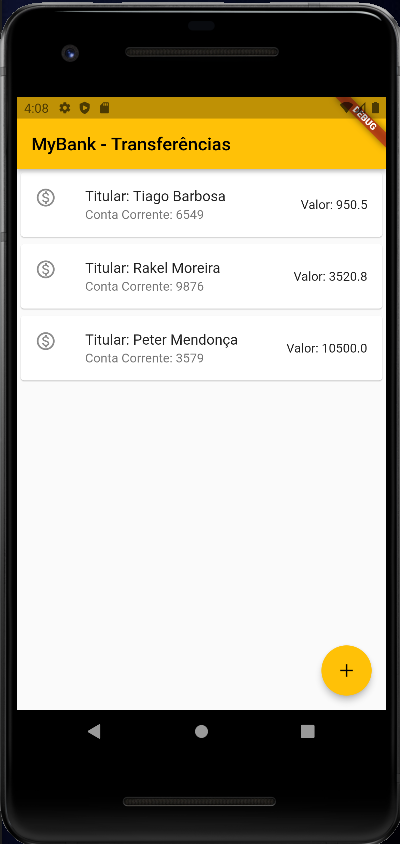 4:08
DEBUG
MyBank - Transferências
Titular: Tiago Barbosa
Conta Corrente: 6549
Valor: 950.5
Titular: Rakel Moreira
Conta Corrente: 9876
Valor: 3520.8
Titular: Peter Mendonça
Conta Corrente: 3579
Valor: 10500.0